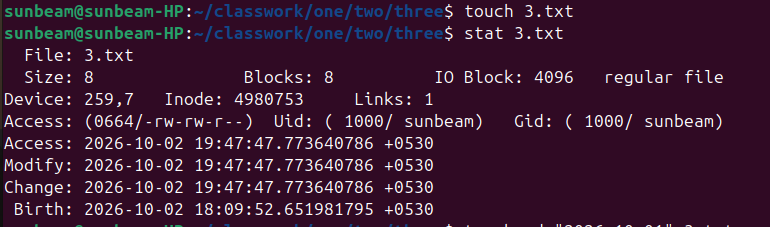 sunbeam@sunbeam-HP:~/classwork/one/two/three$ touch 3.txt
sunbeam@sunbeam-HP:~/classwork/one/two/three$ stat 3.txt
  File: 3.txt
  Size: 8               Blocks: 8          IO Block: 4096   regular file
Device: 259,7   Inode: 4980753     Links: 1
Access: (0664/-rw-rw-r--)  Uid: ( 1000/ sunbeam)   Gid: ( 1000/ sunbeam)
Access: 2026-10-02 19:47:47.773640786 +0530
Modify: 2026-10-02 19:47:47.773640786 +0530
Change: 2026-10-02 19:47:47.773640786 +0530
 Birth: 2026-10-02 18:09:52.651981795 +0530